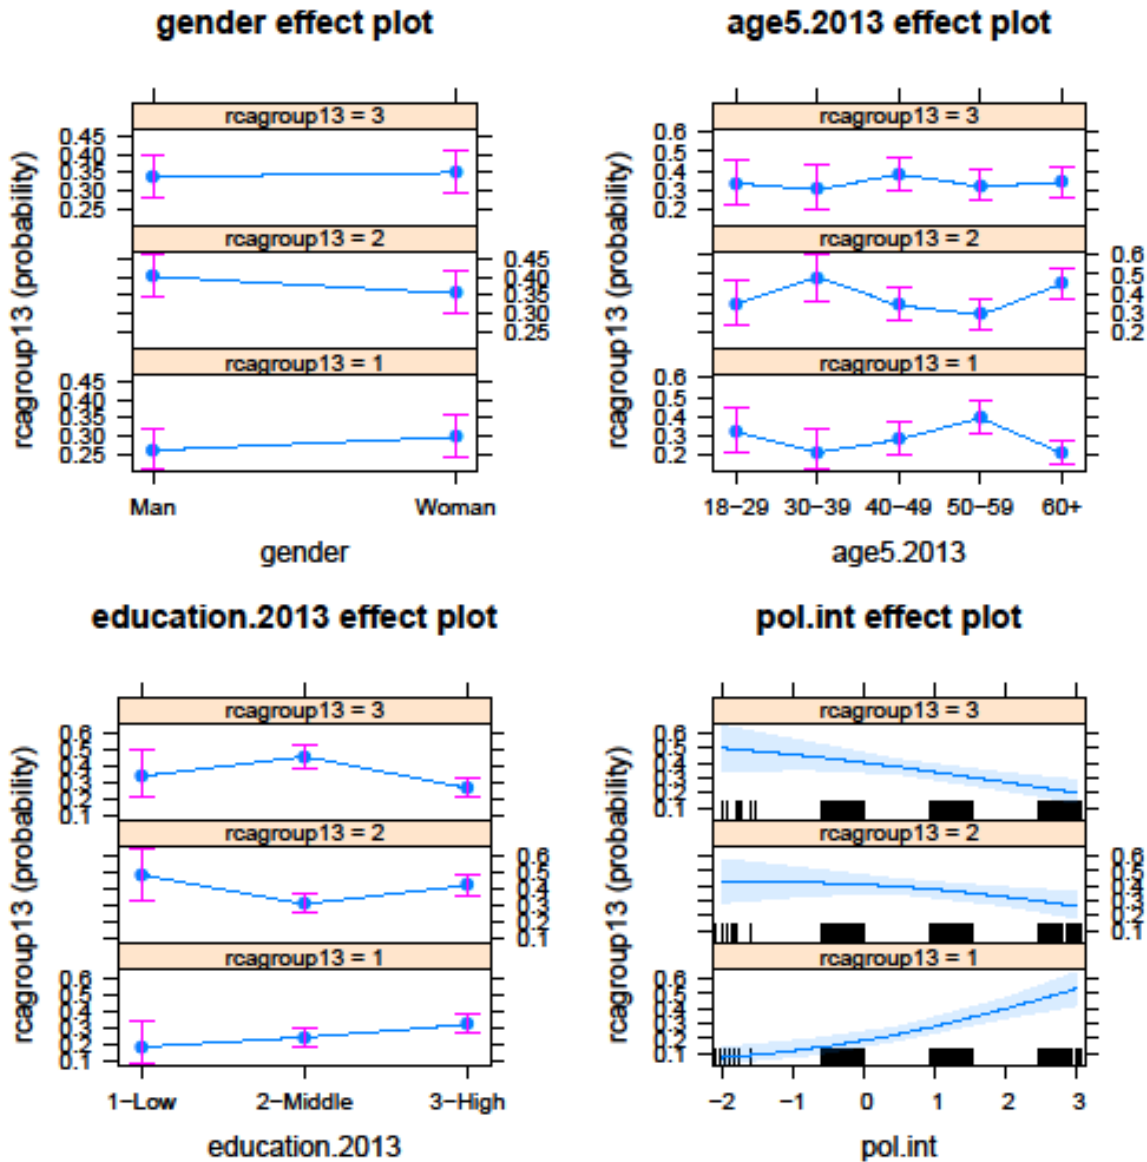 gender effect plot
rcagroup13 (probability)
rcagroup13 = 3
0.45
0.40
0.35
0.30
0.25
rcagroup13 = 2
0.45
0.40
0.35
0.30
0.25
rcagroup13 = 1
0.45
0.40
0.35
0.30
0.25
Man Woman
gender
age5.2013 effect plot
rcagroup13 (probability)
rcagroup13 = 3
0.6
0.5
0.4
0.3
0.2
rcagroup13 = 2
0.6
0.5
0.4
0.3
0.2
rcagroup13 = 1
0.6
0.5
0.4
0.3
0.2
18−29 30−39 40−49 50−59 60+
age5.2013
education.2013 effect plot
rcagroup13 (probability)
rcagroup13 = 3
0.6
0.5
0.4
0.3
0.2
0.1
rcagroup13 = 2
0.6
0.5
0.4
0.3
0.2
0.1
rcagroup13 = 1
0.6
0.5
0.4
0.3
0.2
0.1
1−Low 2−Middle 3−High
education.2013
pol.int effect plot
rcagroup13 (probability)
rcagroup13 = 3
0.6
0.5
0.4
0.3
0.2
0.1
rcagroup13 = 2
0.6
0.5
0.4
0.3
0.2
0.1
rcagroup13 = 1
0.6
0.5
0.4
0.3
0.2
0.1
−2 −1 0 1 2 3
pol.int